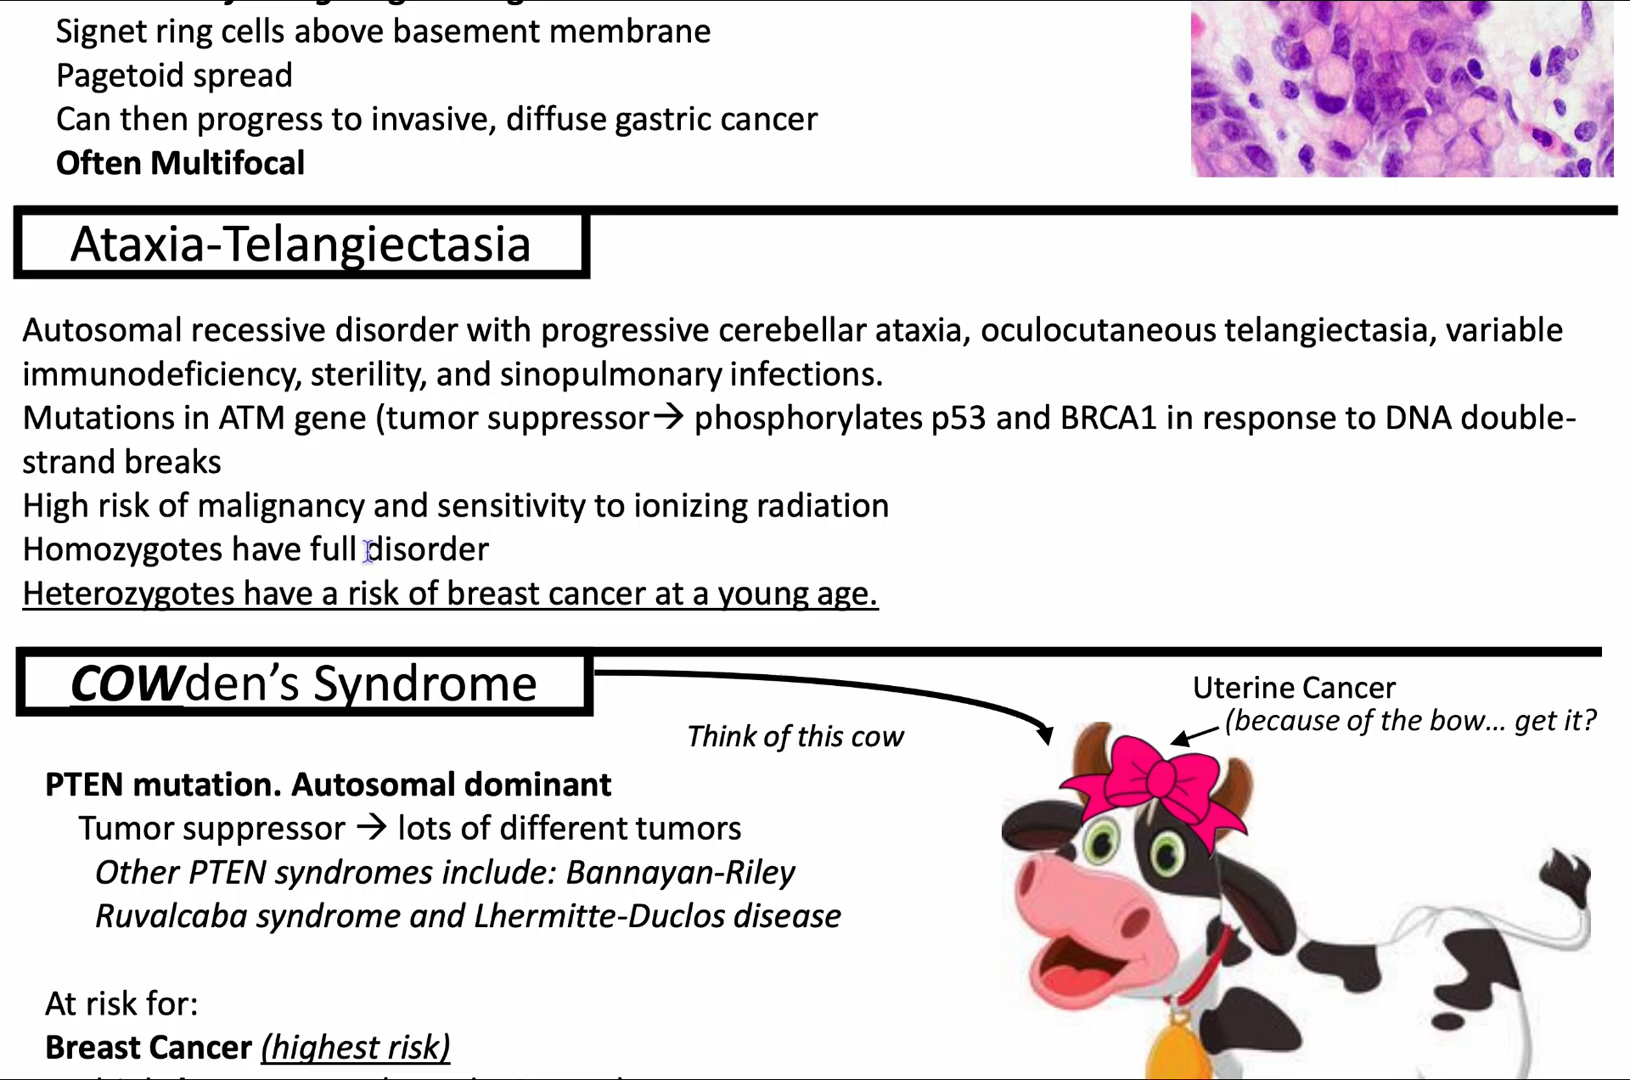 Signet ring cells above basement membrane
Pagetoid spread
Can then progress to invasive, diffuse gastric cancer
Often Multifocal
Ataxia-Telangiectasia
Autosomal recessive disorder with progressive cerebellar ataxia, oculocutaneous telangiectasia, variable
immunodeficiency, sterility, and sinopulmonary infections.
Mutations in ATM gene (tumor suppressor→ phosphorylates p53 and BRCA1 in response to DNA double-
strand breaks
High risk of malignancy and sensitivity to ionizing radiation
Homozygotes have full disorder
Heterozygotes have a risk of breast cancer at a young age.
COWden’s Syndrome
Uterine Cancer
(because of the bow... get it?
Think of this cow
PTEN mutation. Autosomal dominant
Tumor suppressor → lots of different tumors
Other PTEN syndromes include: Bannayan-Riley
Ruvalcaba syndrome and Lhermitte-Duclos disease
At risk for:
Breast Cancer (highest risk)